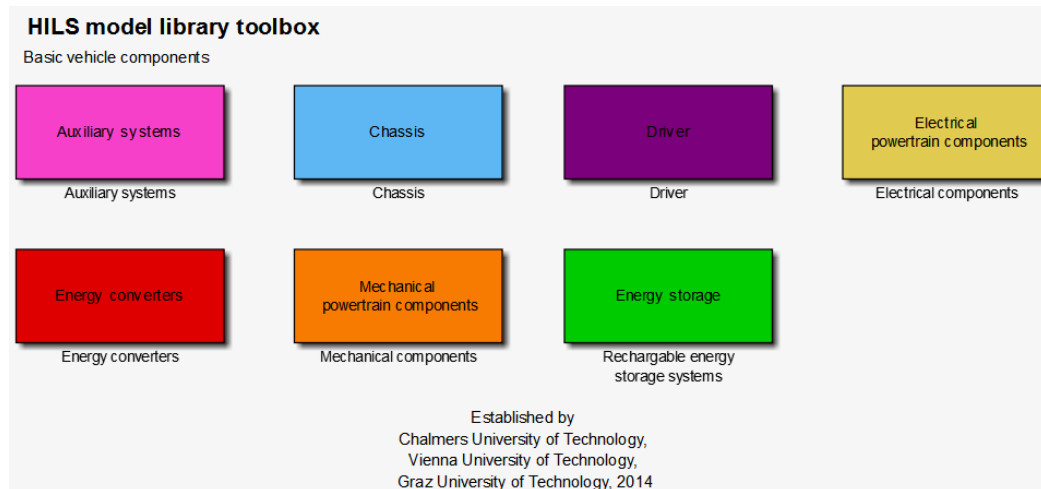 HILS model library toolbox
Basic vehicle components
Auxiliary systems
Chassis
Driver
Electrical
powertrain components
Auxiliary systems
Chassis
Driver
Electrical components
Energy converters
Mechanical
powertrain components
Energy storage
Energy converters
Mechanical components
Rechargable energy
storage systems
Established by
Chalmers University of Technology,
Vienna University of Technology,
Graz University of Technology, 2014